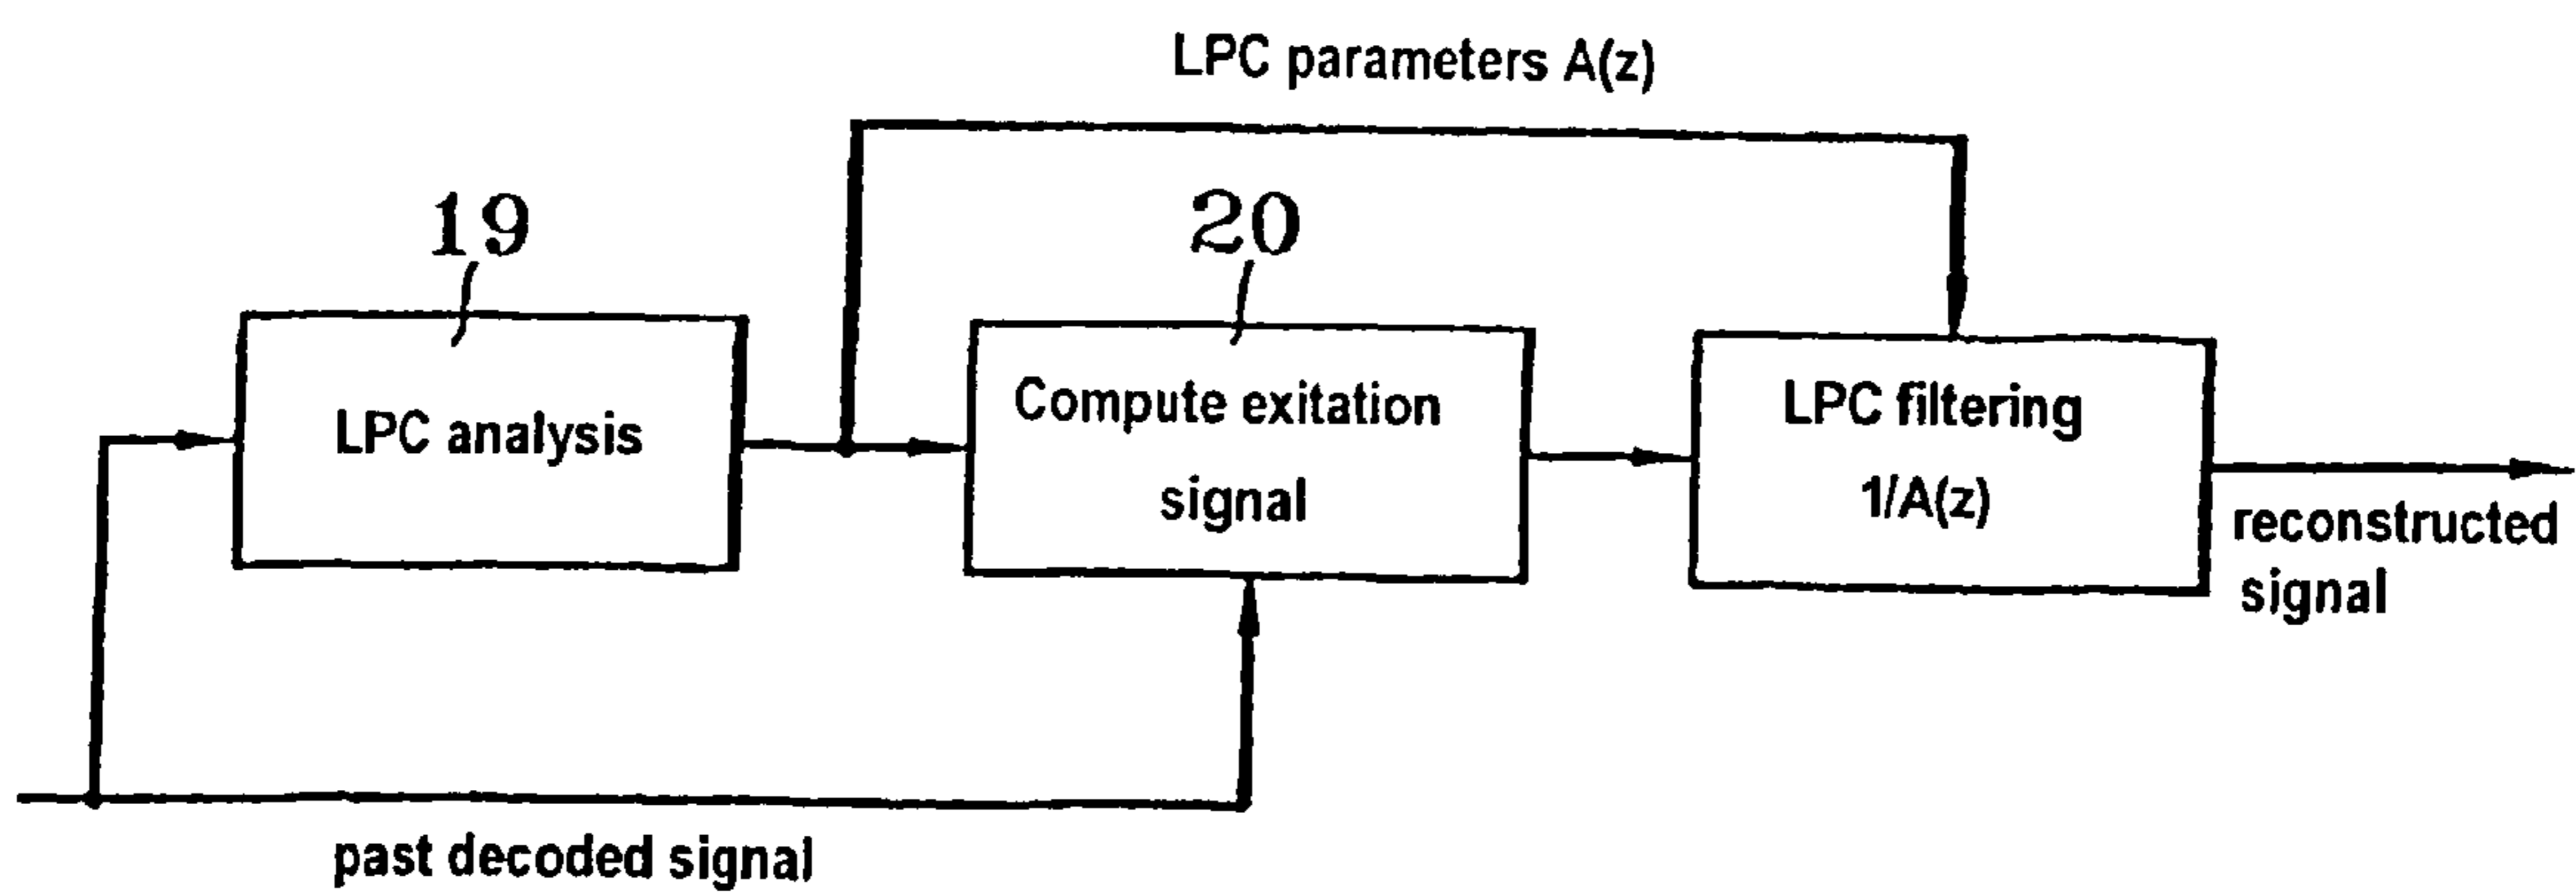 LPC parameters A(z)
19
20
LPC analysis
Compute exitation
signal
LPC filtering
1/A(z)
reconstructed
signal
past decoded signal